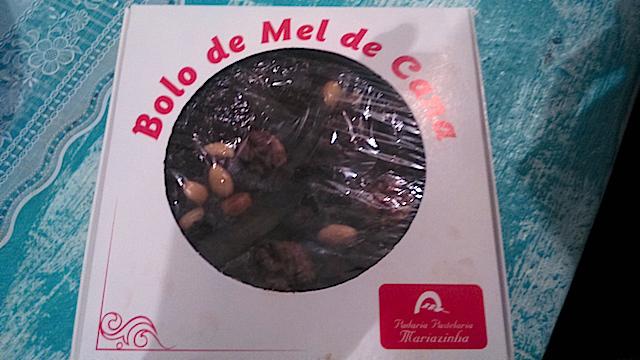 Bolo de Mel de Cana
Padaria Pastelaria
Mariazinha